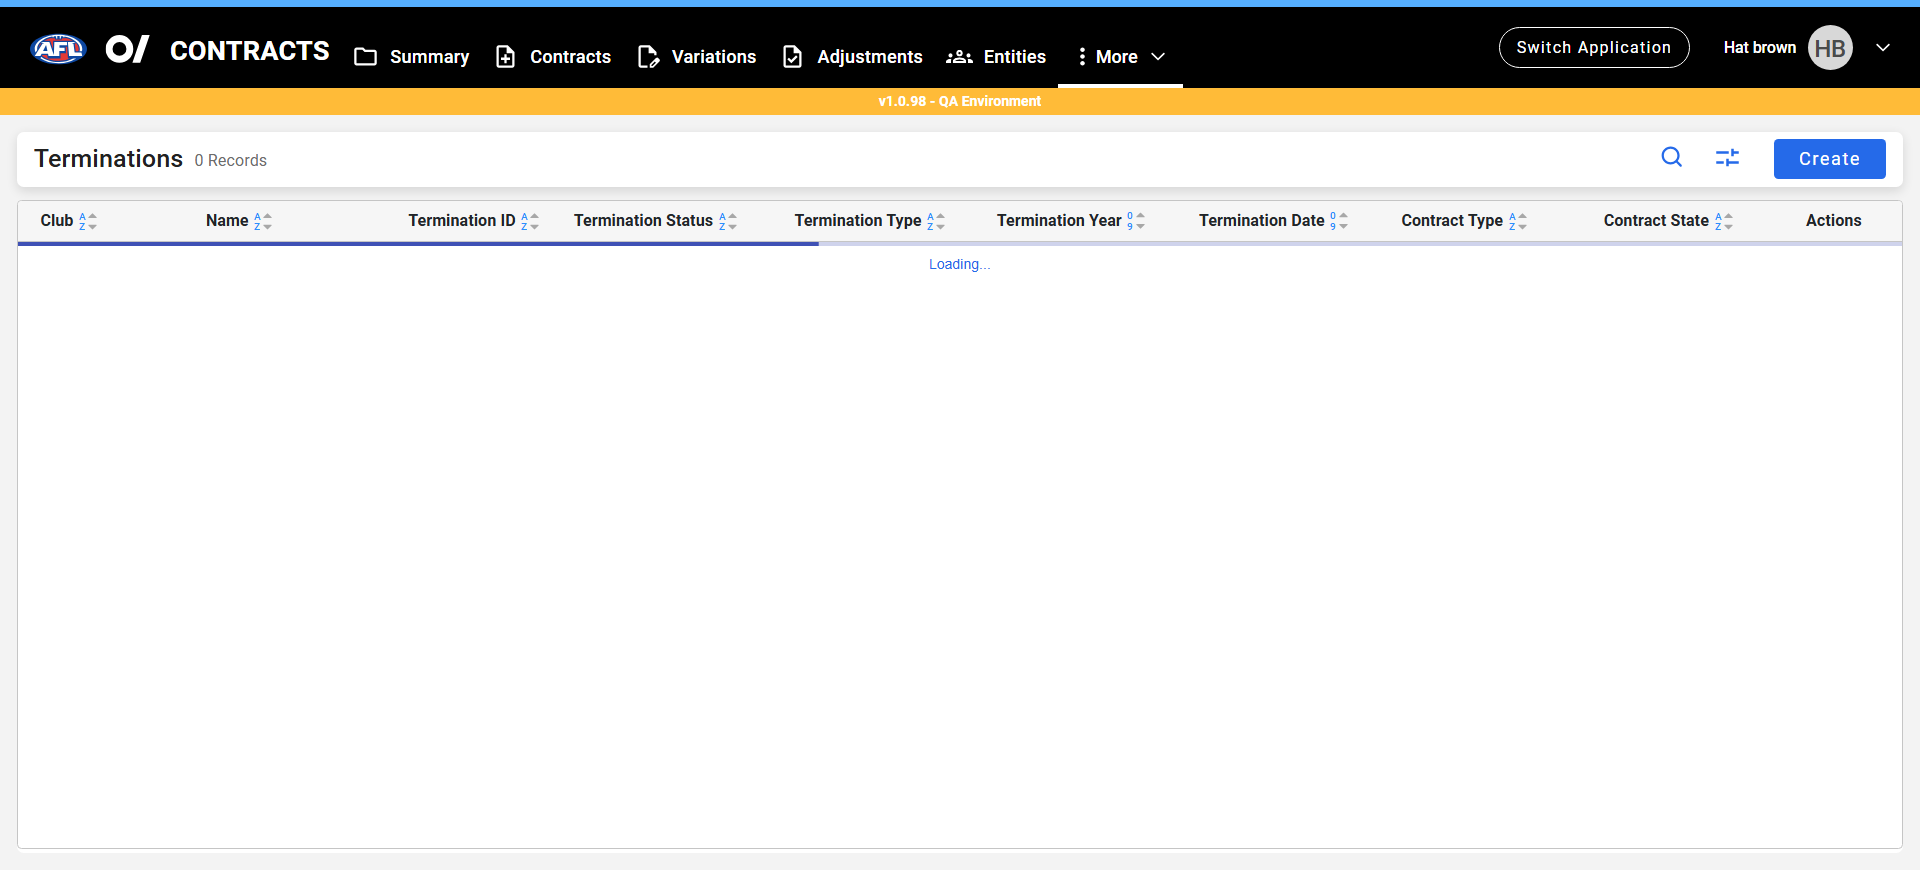 AFL CONTRACTS Summary Contracts Variations Adjustments Entities More Switch Application Hat brown HB
v1.0.98 - QA Environment
Terminations 0 Records Create
Club Name Termination ID Termination Status Termination Type Termination Year Termination Date Contract Type Contract State Actions
Loading...